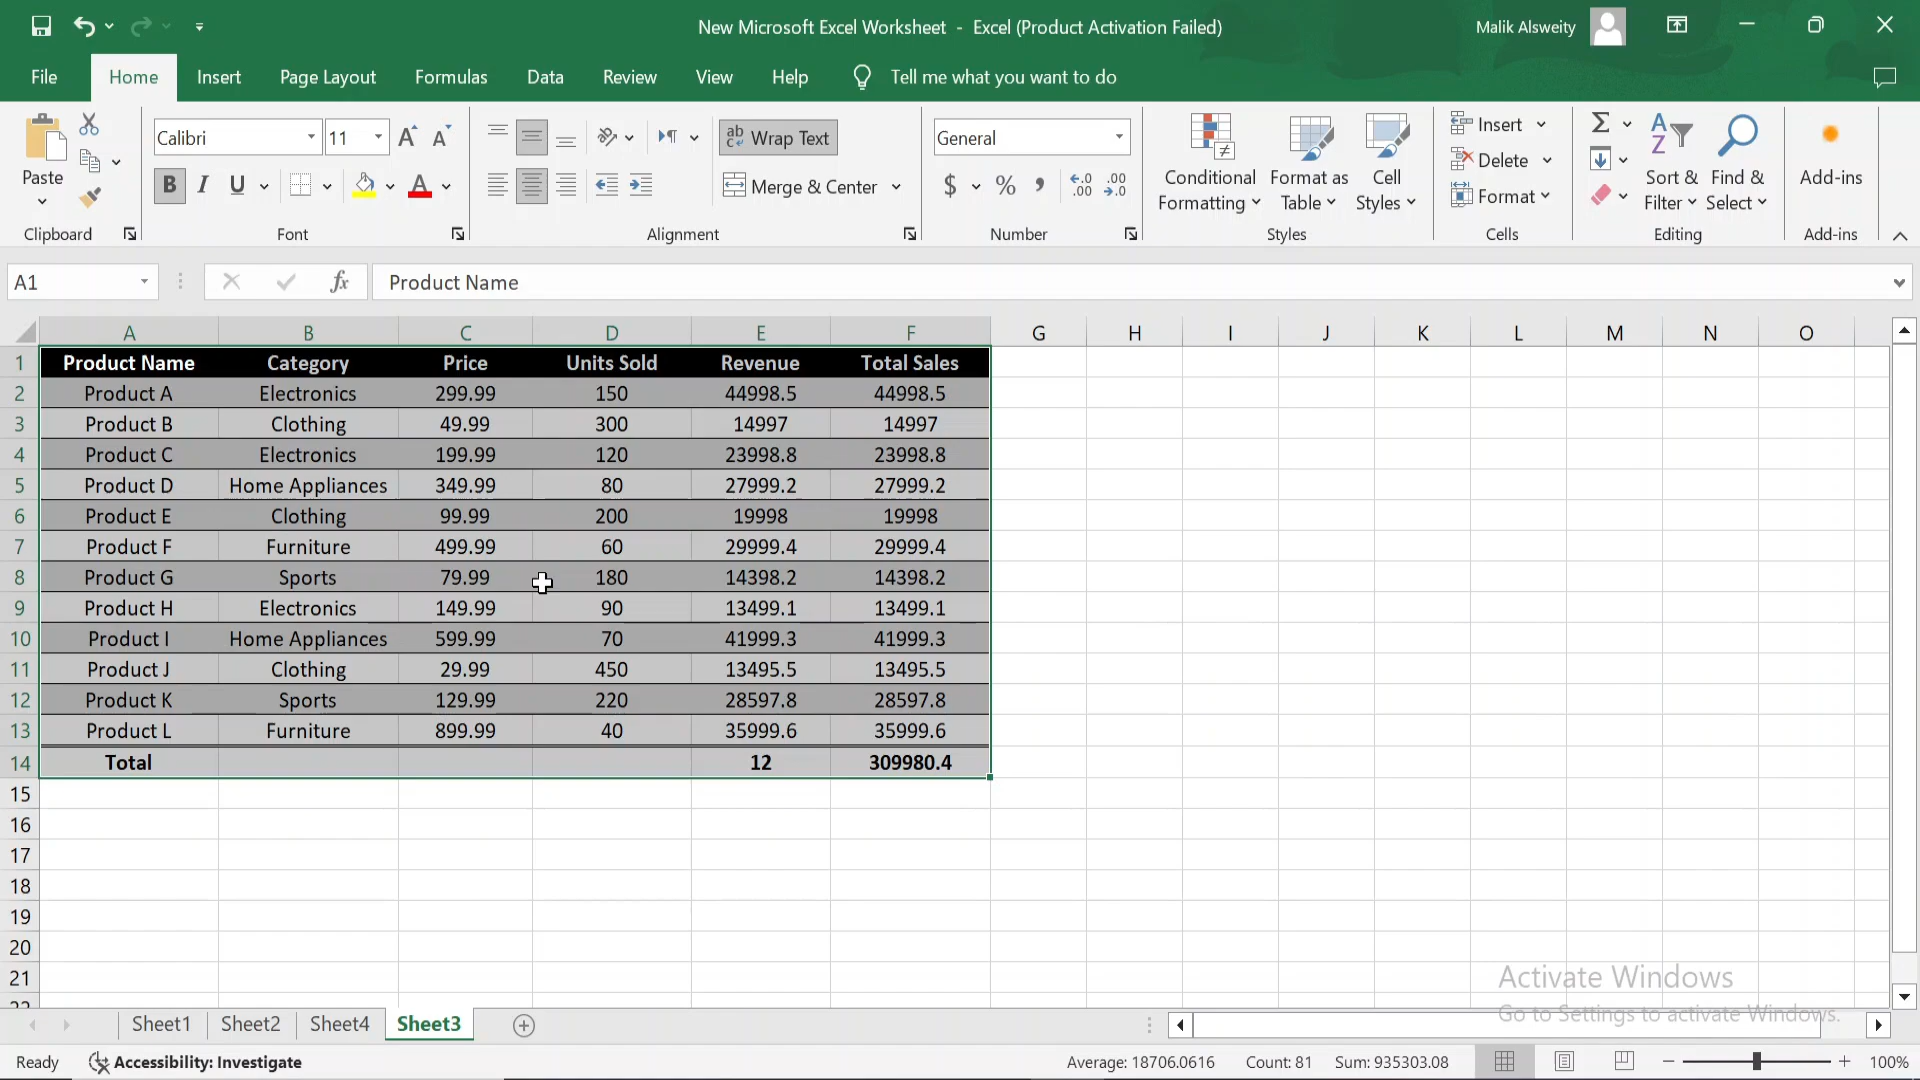 New Microsoft Excel Worksheet - Excel (Product Activation Failed)
Malik Alsweity
File Home Insert Page Layout Formulas Data Review View Help Tell me what you want to do
Paste
Clipboard
Calibri 11
B I U
A
Font
ab Wrap Text
Merge & Center
Alignment
General
$ % ,
Number
Conditional Formatting
Format as Table
Cell Styles
Styles
Insert
Delete
Format
Cells
Sort & Filter
Find & Select
Editing
Add-ins
Add-ins
A1 fx Product Name
A B C D E F G H I J K L M N O
1 Product Name Category Price Units Sold Revenue Total Sales
2 Product A Electronics 299.99 150 44998.5 44998.5
3 Product B Clothing 49.99 300 14997 14997
4 Product C Electronics 199.99 120 23998.8 23998.8
5 Product D Home Appliances 349.99 80 27999.2 27999.2
6 Product E Clothing 99.99 200 19998 19998
7 Product F Furniture 499.99 60 29999.4 29999.4
8 Product G Sports 79.99 180 14398.2 14398.2
9 Product H Electronics 149.99 90 13499.1 13499.1
10 Product I Home Appliances 599.99 70 41999.3 41999.3
11 Product J Clothing 29.99 450 13495.5 13495.5
12 Product K Sports 129.99 220 28597.8 28597.8
13 Product L Furniture 899.99 40 35999.6 35999.6
14 Total 12 309980.4
15
16
17
18
19
20
21
22
Activate Windows
Go to Settings to activate Windows.
Sheet1 Sheet2 Sheet4 Sheet3
Ready Accessibility: Investigate Average: 18706.0616 Count: 81 Sum: 935303.08 100%